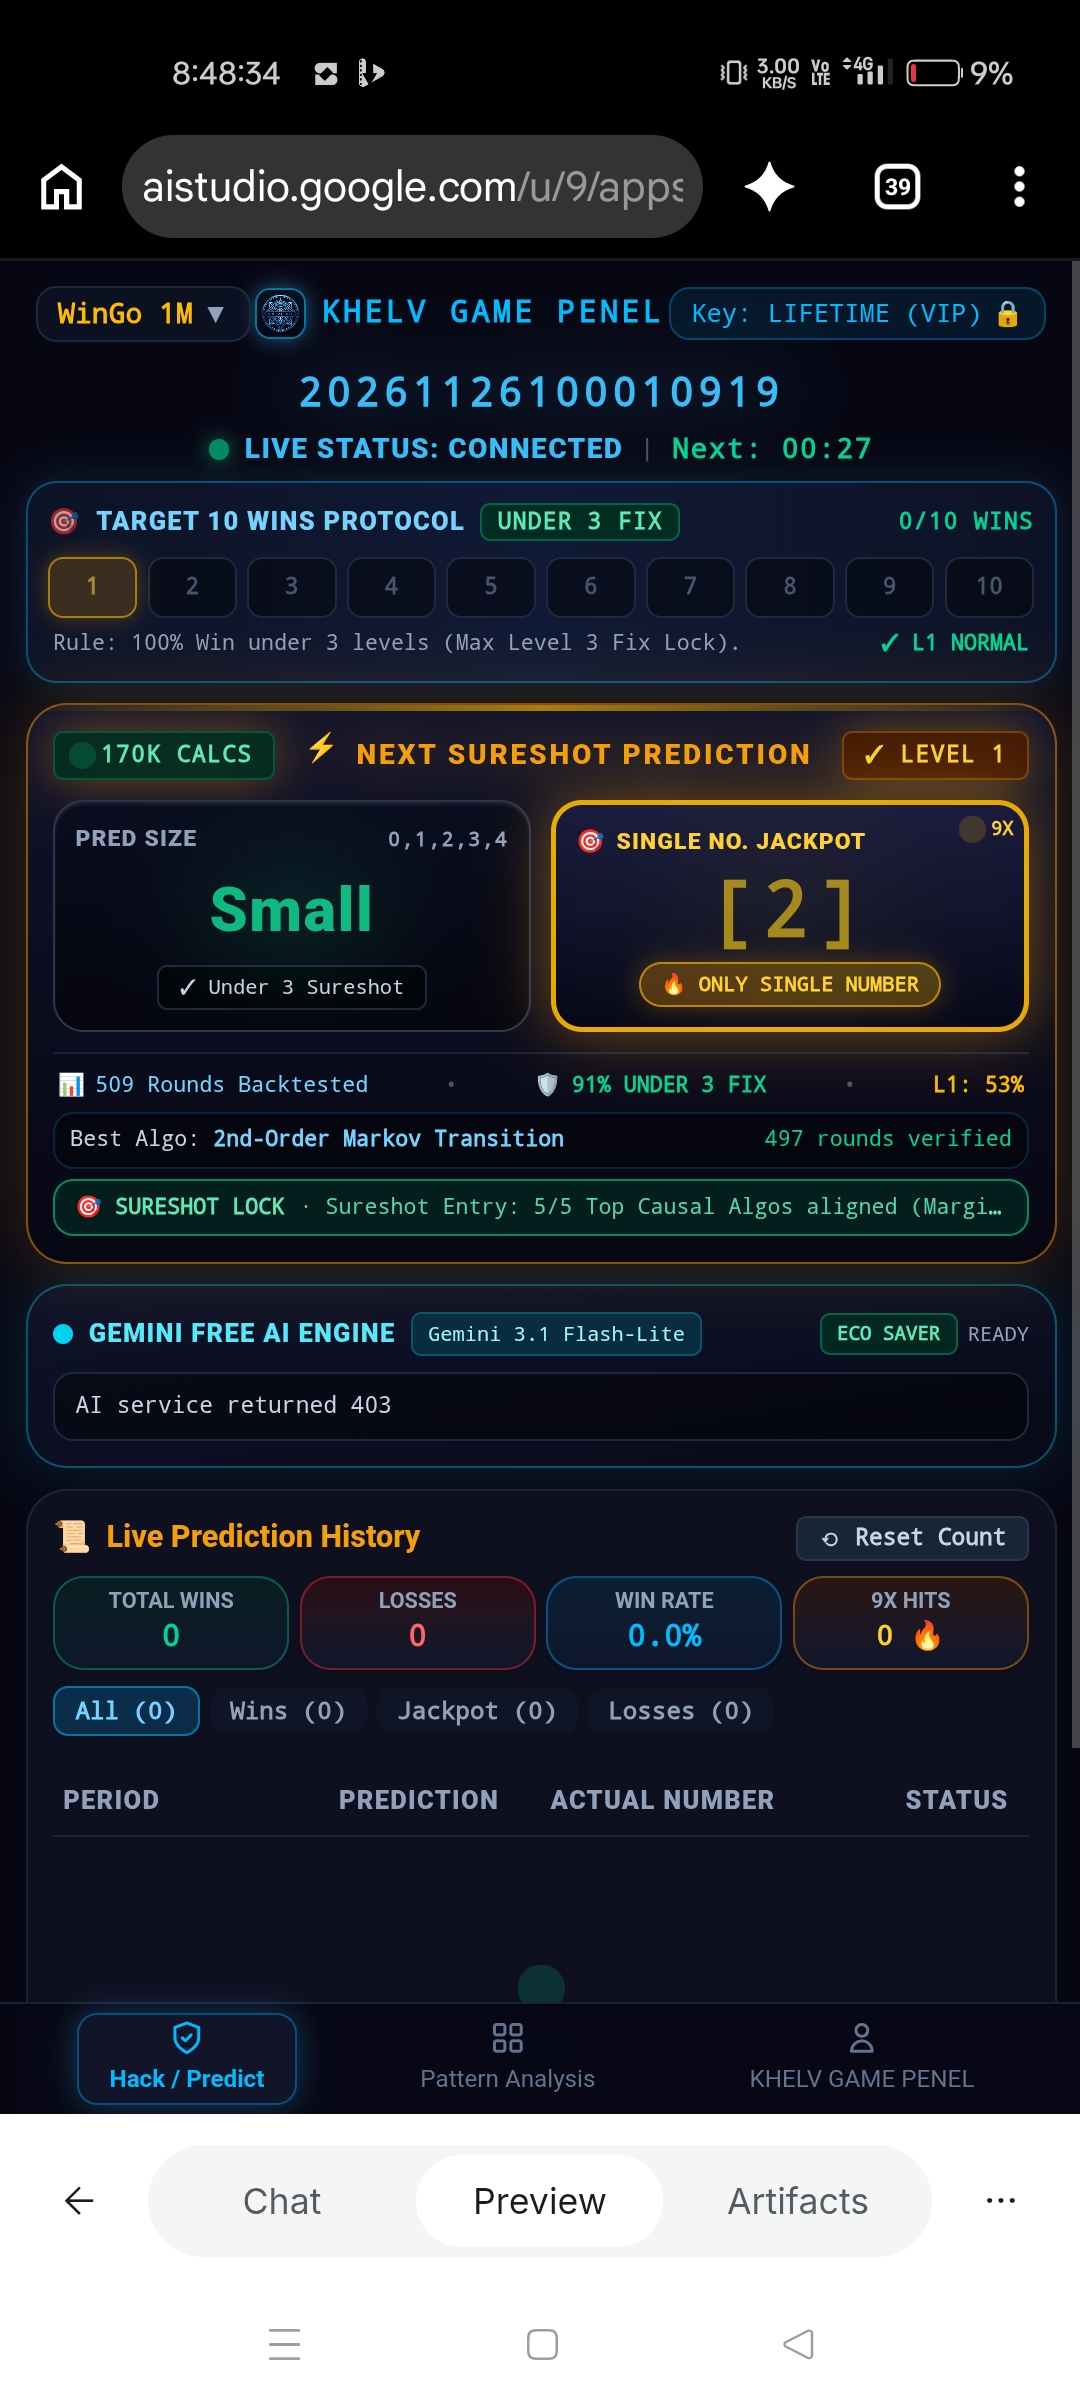 8:48:34
3.00 KB/S Vo LTE 4G 9%
aistudio.google.com/u/9/apps
39
WinGo 1M ▼ KHELV GAME PENEL Key: LIFETIME (VIP) 🔒
20261126100010919
LIVE STATUS: CONNECTED | Next: 00:27
🎯 TARGET 10 WINS PROTOCOL UNDER 3 FIX 0/10 WINS
1 2 3 4 5 6 7 8 9 10
Rule: 100% Win under 3 levels (Max Level 3 Fix Lock). ✓ L1 NORMAL
170K CALCS ⚡ NEXT SURESHOT PREDICTION ✓ LEVEL 1
PRED SIZE 0,1,2,3,4
Small
✓ Under 3 Sureshot
🎯 SINGLE NO. JACKPOT 9X
[2]
🔥 ONLY SINGLE NUMBER
📊 509 Rounds Backtested • 🛡️ 91% UNDER 3 FIX • L1: 53%
Best Algo: 2nd-Order Markov Transition 497 rounds verified
🎯 SURESHOT LOCK · Sureshot Entry: 5/5 Top Causal Algos aligned (Margi…
GEMINI FREE AI ENGINE Gemini 3.1 Flash-Lite ECO SAVER READY
AI service returned 403
📜 Live Prediction History ⟲ Reset Count
TOTAL WINS LOSSES WIN RATE 9X HITS
0 0 0.0% 0 🔥
All (0) Wins (0) Jackpot (0) Losses (0)
PERIOD PREDICTION ACTUAL NUMBER STATUS
Hack / Predict Pattern Analysis KHELV GAME PENEL
Chat Preview Artifacts